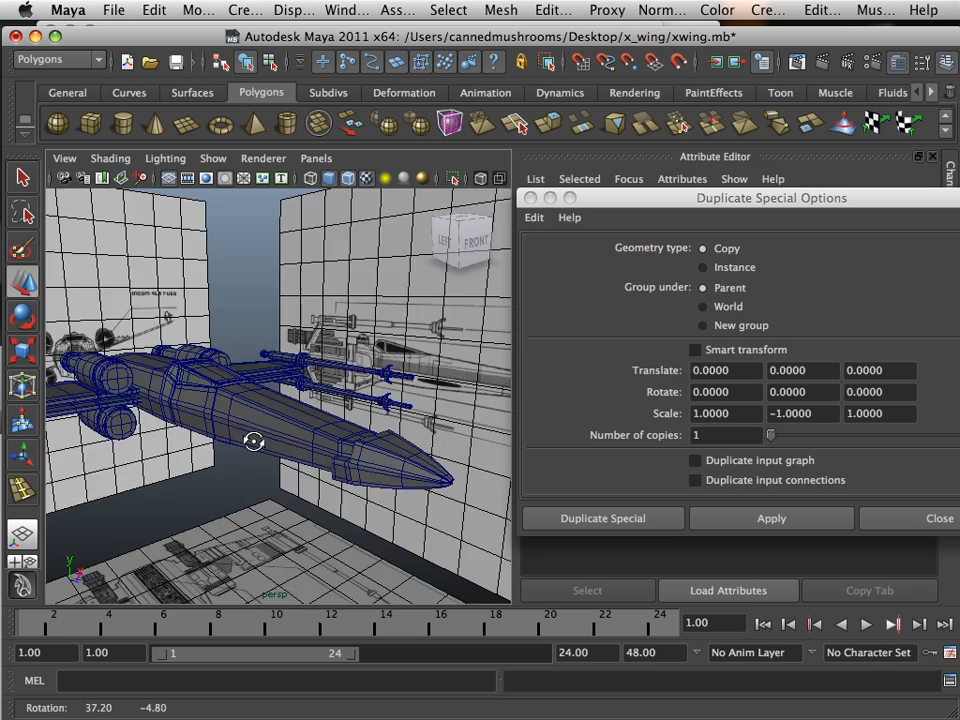 Maya File Edit Mo... Cre... Disp... Wind... Ass... Select Mesh Edit... Proxy Norm... Color Cre... Edit... Mus... Help
Autodesk Maya 2011 x64: /Users/cannedmushrooms/Desktop/x_wing/xwing.mb*
Polygons
General Curves Surfaces Polygons Subdivs Deformation Animation Dynamics Rendering PaintEffects Toon Muscle Fluids
View Shading Lighting Show Renderer Panels
Attribute Editor
List Selected Focus Attributes Show Help
Chan
Duplicate Special Options
Edit Help
Geometry type: Copy
Instance
Group under: Parent
World
New group
Smart transform
Translate: 0.0000 0.0000 0.0000
Rotate: 0.0000 0.0000 0.0000
Scale: 1.0000 -1.0000 1.0000
Number of copies: 1
Duplicate input graph
Duplicate input connections
Duplicate Special Apply Close
LEFT FRONT
Incom 4L4 Fusi
y
persp
Select Load Attributes Copy Tab
2 4 6 8 10 12 14 16 18 20 22 24
1.00
1.00 1.00 1 24 24.00 48.00 No Anim Layer No Character Set
MEL
Rotation: 37.20 -4.80